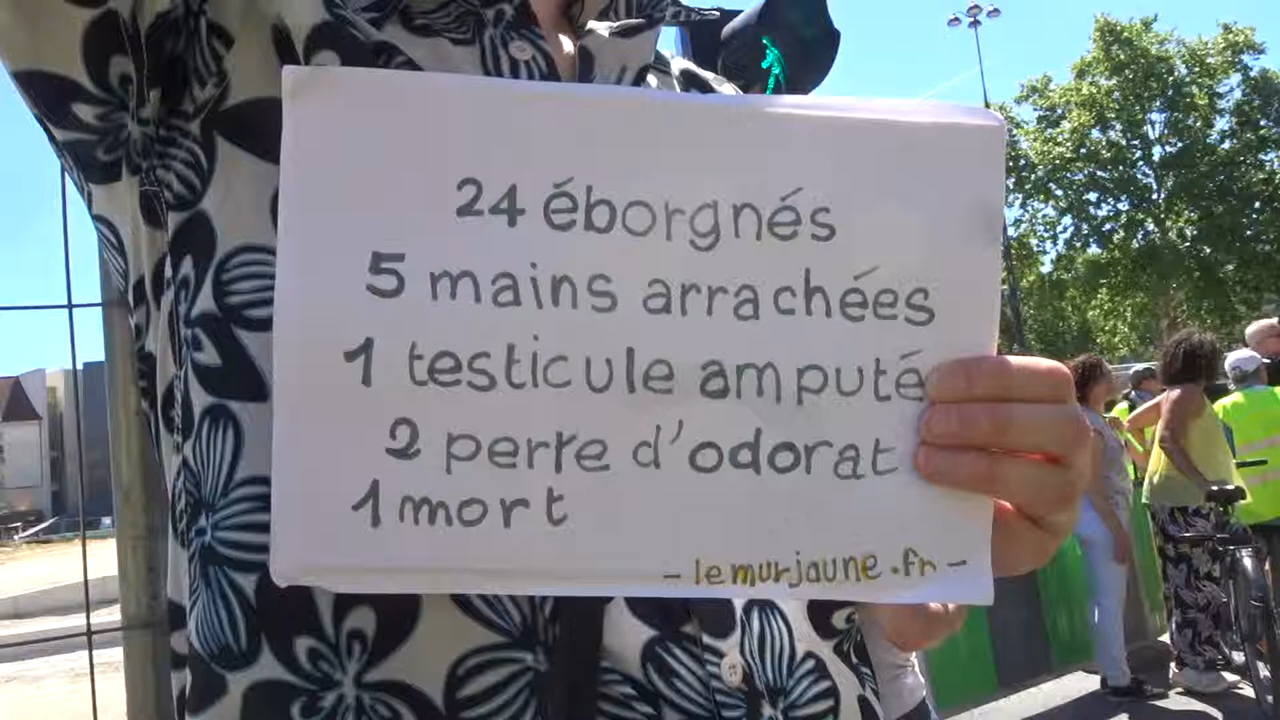 24 éborgnés
5 mains arrachées
1 testicule amputé
2 perte d'odorat
1 mort
- lemurjaune.fr -